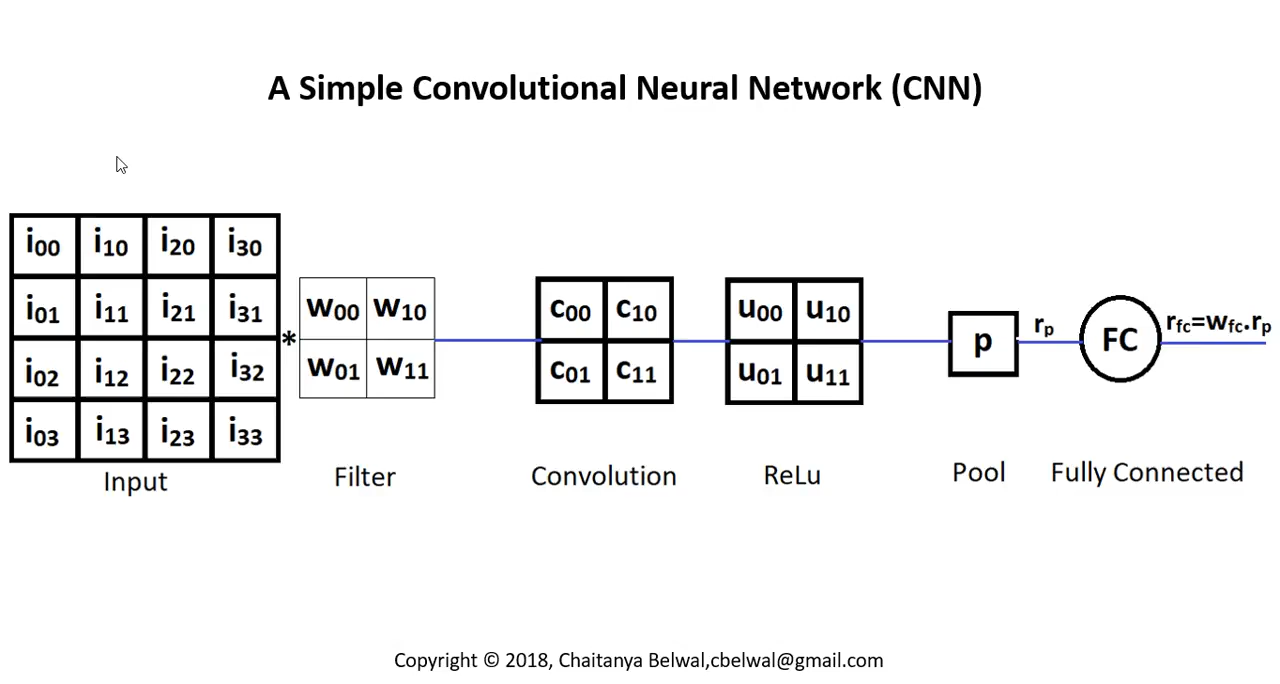 A Simple Convolutional Neural Network (CNN)
i00 i10 i20 i30
i01 i11 i21 i31
i02 i12 i22 i32
i03 i13 i23 i33
Input
*
w00 w10
w01 w11
Filter
c00 c10
c01 c11
Convolution
u00 u10
u01 u11
ReLu
p
Pool
rp
FC
rfc=wfc.rp
Fully Connected
Copyright © 2018, Chaitanya Belwal,cbelwal@gmail.com